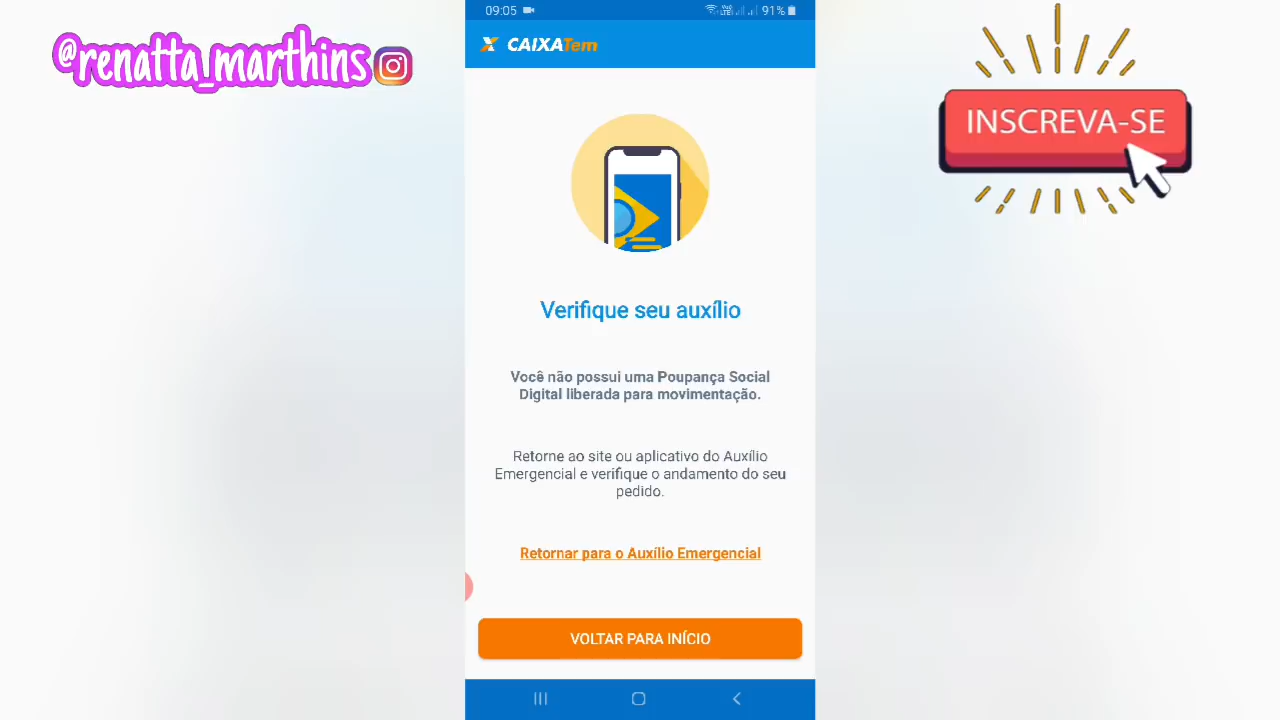 @renatta_marthins
INSCREVA-SE
09:05
91%
CAIXATem
Verifique seu auxílio
Você não possui uma Poupança Social
Digital liberada para movimentação.
Retorne ao site ou aplicativo do Auxílio
Emergencial e verifique o andamento do seu
pedido.
Retornar para o Auxílio Emergencial
VOLTAR PARA INÍCIO